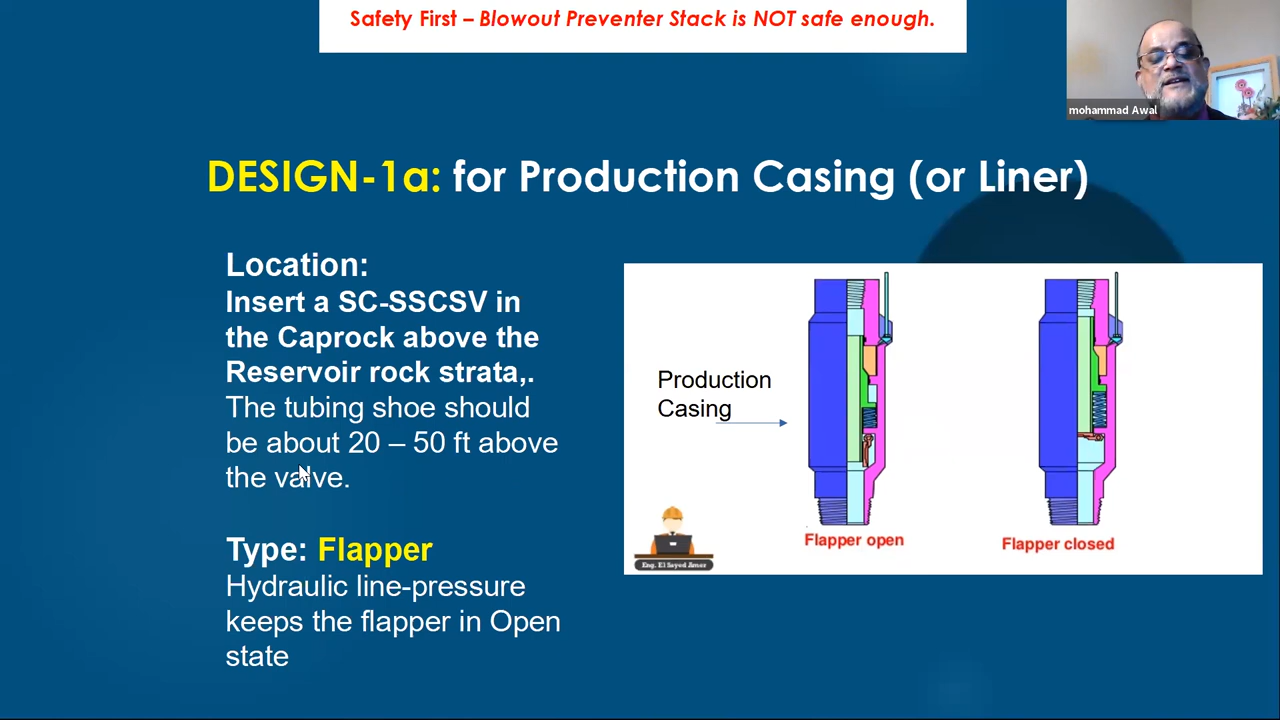 Safety First – Blowout Preventer Stack is NOT safe enough.
mohammad Awal
DESIGN-1a: for Production Casing (or Liner)
Location:
Insert a SC-SSCSV in
the Caprock above the
Reservoir rock strata,.
The tubing shoe should
be about 20 – 50 ft above
the valve.
Type: Flapper
Hydraulic line-pressure
keeps the flapper in Open
state
Production
Casing
Flapper open
Flapper closed
Eng. El Sayed Amer